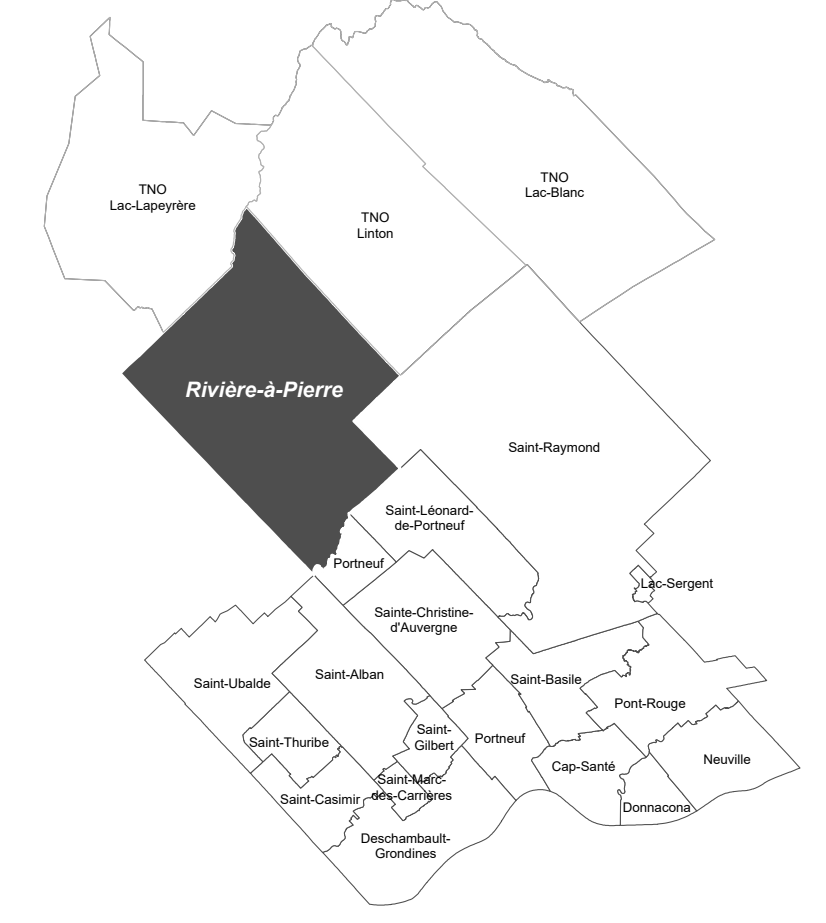 TNO
Lac-Blanc
TNO
Lac-Lapeyrère
TNO
Linton
Rivière-à-Pierre
Saint-Raymond
Saint-Léonard-
de-Portneuf
Portneuf
Lac-Sergent
Sainte-Christine-
d'Auvergne
Saint-Alban
Saint-Ubalde
Saint-Basile
Pont-Rouge
Saint-
Gilbert
Portneuf
Saint-Thuribe
Neuville
Cap-Santé
Saint-Marc-
des-Carrières
Saint-Casimir
Donnacona
Deschambault-
Grondines